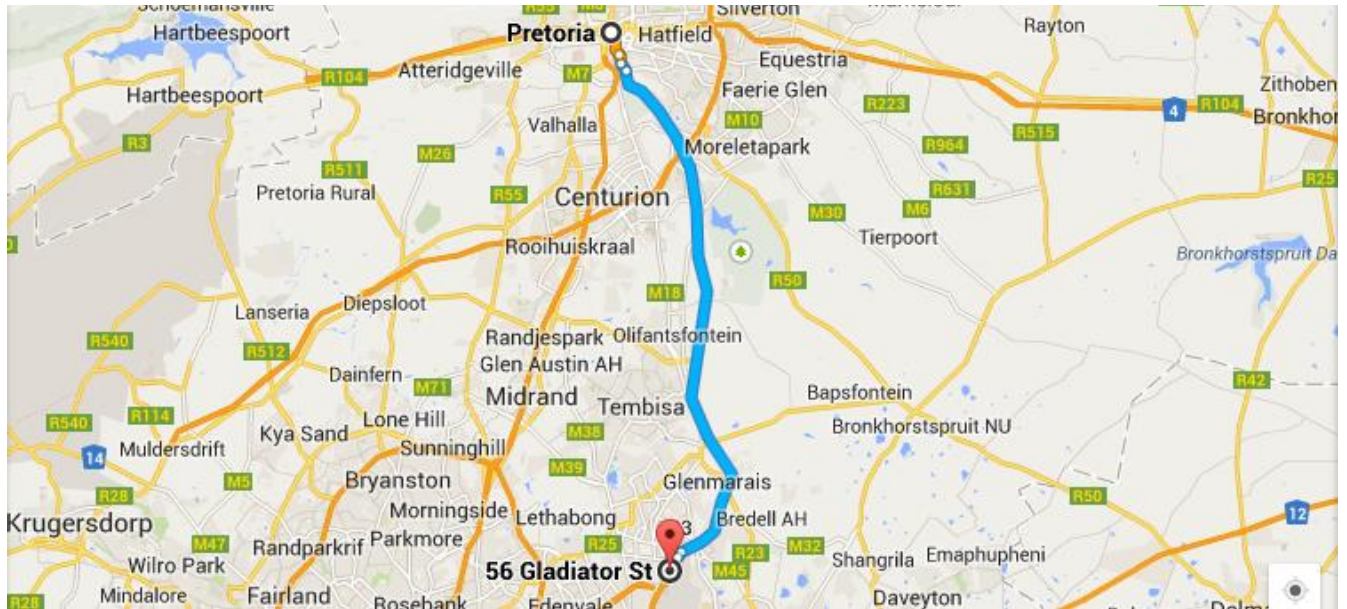 Hartbeespoort
R104
Hartbeespoort
Atteridgeville
M7
Pretoria
Hatfield
Silverton
Equestria
Faerie Glen
R223
Rayton
4
R104
Zithoben
Bronkhor
R3
M26
R511
Pretoria Rural
Valhalla
R55
M10
Moreletapark
R964
R515
R631
M6
R25
Centurion
M30
Tierpoort
Rooihuiskraal
Bronkhorstspruit Da
Lanseria
Diepsloot
M18
R50
R540
R512
Randjespark
Olifantsfontein
Glen Austin AH
Dainfern
M71
Midrand
Tembisa
Bapsfontein
R42
R540
R114
Lone Hill
Kya Sand
M38
Bronkhorstspruit NU
Muldersdrift
Sunninghill
14
M5
M39
Bryanston
Glenmarais
R28
R50
12
Krugersdorp
Morningside
Lethabong
3
Bredell AH
M47
Randparkrif
Parkmore
R25
R23
M32
Wilro Park
56 Gladiator St
M45
Shangrila
Emaphupheni
R28
Mindalore
Fairland
Rosebank
Edenvale
Daveyton